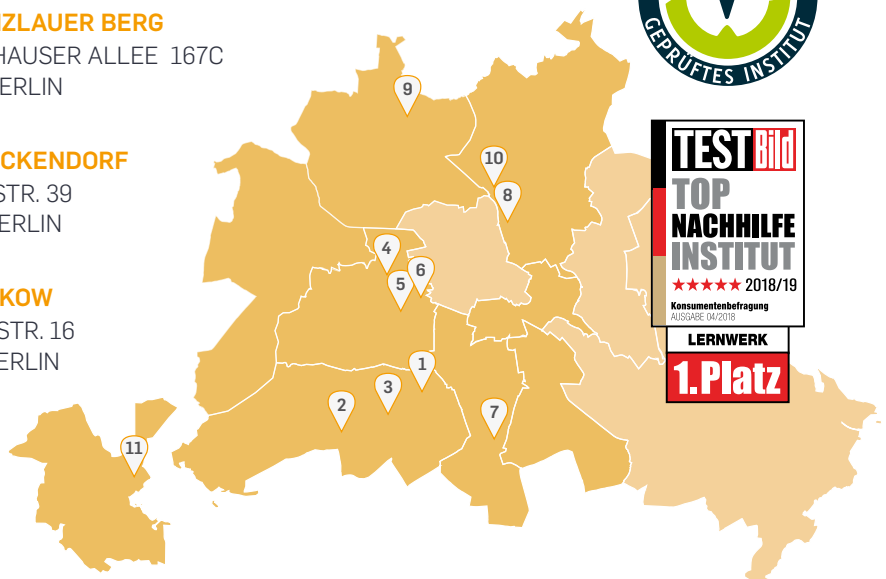 NZLAUER BERG
HAUSER ALLEE 167C
ERLIN
CKENDORF
STR. 39
ERLIN
KOW
STR. 16
ERLIN
GEPRÜFTES INSTITUT
9
10
8
4
6
5
1
3
2
7
11
TEST Bild
TOP
NACHHILFE
INSTITUT
★★★★★ 2018/19
Konsumentenbefragung
AUSGABE 04/2018
LERNWERK
1. Platz